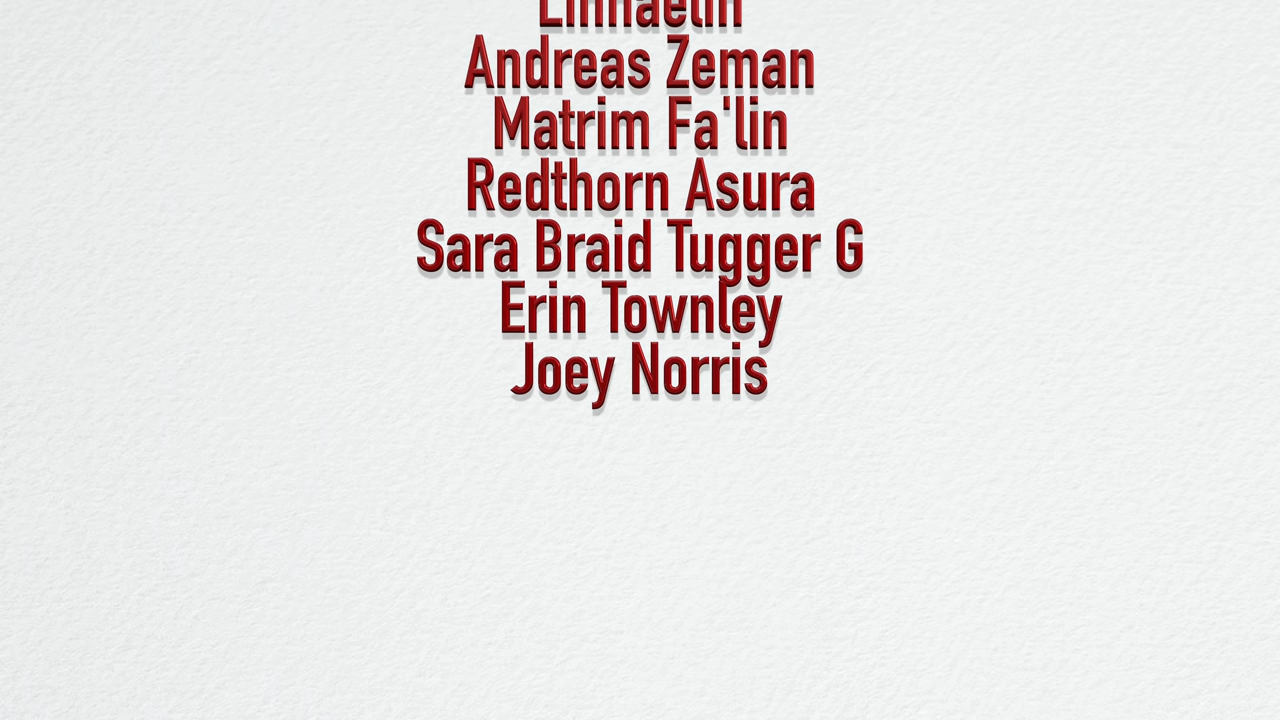 Andreas Zeman
Matrim Fa'lin
Redthorn Asura
Sara Braid Tugger G
Erin Townley
Joey Norris